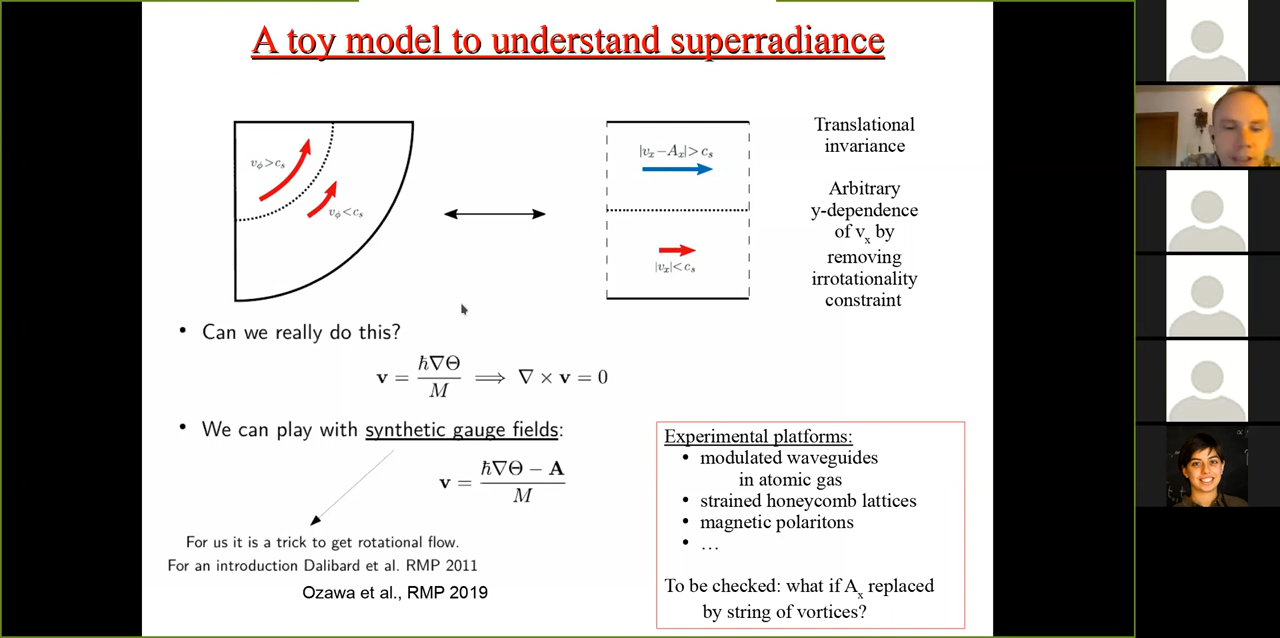 A toy model to understand superradiance
v_ϕ>c_s
v_ϕ<c_s
|v_x−A_x|>c_s
|v_x|<c_s
Translational
invariance
Arbitrary
y-dependence
of v_x by
removing
irrotationality
constraint
• Can we really do this?
v = ħ∇Θ / M ⟹ ∇ × v = 0
• We can play with synthetic gauge fields:
v = ħ∇Θ − A / M
For us it is a trick to get rotational flow.
For an introduction Dalibard et al. RMP 2011
Ozawa et al., RMP 2019
Experimental platforms:
• modulated waveguides
in atomic gas
• strained honeycomb lattices
• magnetic polaritons
• …
To be checked: what if A_x replaced
by string of vortices?